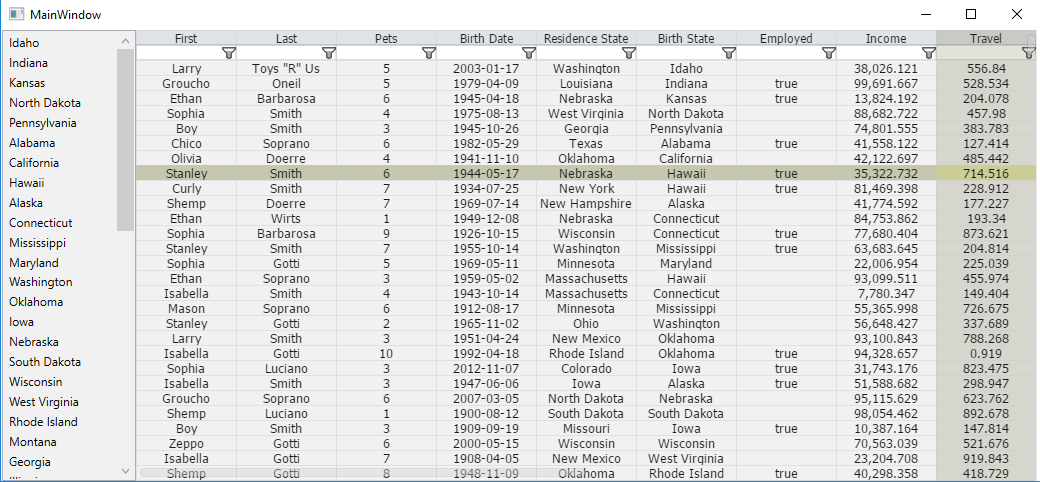 MainWindow
Idaho
Indiana
Kansas
North Dakota
Pennsylvania
Alabama
California
Hawaii
Alaska
Connecticut
Mississippi
Maryland
Washington
Oklahoma
Iowa
Nebraska
South Dakota
Wisconsin
West Virginia
Rhode Island
Montana
Georgia
First Last Pets Birth Date Residence State Birth State Employed Income Travel
Larry Toys "R" Us 5 2003-01-17 Washington Idaho 38,026.121 556.84
Groucho Oneil 5 1979-04-09 Louisiana Indiana true 99,691.667 528.534
Ethan Barbarosa 6 1945-04-18 Nebraska Kansas true 13,824.192 204.078
Sophia Smith 4 1975-08-13 West Virginia North Dakota 88,682.722 457.98
Boy Smith 3 1945-10-26 Georgia Pennsylvania 74,801.555 383.783
Chico Soprano 6 1982-05-29 Texas Alabama true 41,558.122 127.414
Olivia Doerre 4 1941-11-10 Oklahoma California 42,122.697 485.442
Stanley Smith 6 1944-05-17 Nebraska Hawaii true 35,322.732 714.516
Curly Smith 7 1934-07-25 New York Hawaii true 81,469.398 228.912
Shemp Doerre 7 1969-07-14 New Hampshire Alaska 41,774.592 177.227
Ethan Wirts 1 1949-12-08 Nebraska Connecticut 84,753.862 193.34
Sophia Barbarosa 9 1926-10-15 Wisconsin Connecticut true 77,680.404 873.621
Stanley Smith 7 1955-10-14 Washington Mississippi true 63,683.645 204.814
Sophia Gotti 5 1969-05-11 Minnesota Maryland 22,006.954 225.039
Ethan Soprano 3 1959-05-02 Massachusetts Hawaii 93,099.511 455.974
Isabella Smith 4 1943-10-14 Massachusetts Connecticut 7,780.347 149.404
Mason Soprano 6 1912-08-17 Minnesota Mississippi 55,365.998 726.675
Stanley Gotti 2 1965-11-02 Ohio Washington 56,648.427 337.689
Larry Smith 3 1951-04-24 New Mexico Oklahoma 93,100.843 788.268
Isabella Gotti 10 1992-04-18 Rhode Island Oklahoma true 94,328.657 0.919
Sophia Luciano 3 2012-11-07 Colorado Iowa true 31,743.176 823.475
Isabella Smith 3 1947-06-06 Iowa Alaska true 51,588.682 298.947
Groucho Soprano 6 2007-03-05 North Dakota Nebraska 95,115.629 623.762
Shemp Luciano 1 1900-08-12 South Dakota South Dakota 98,054.462 892.678
Boy Smith 3 1909-09-19 Missouri Iowa true 10,387.164 147.814
Zeppo Gotti 6 2000-05-15 Wisconsin Wisconsin 70,563.039 521.676
Isabella Gotti 7 1908-04-05 New Mexico West Virginia 23,204.708 919.843
Shemp Gotti 8 1948-11-09 Oklahoma Rhode Island true 40,298.358 418.729